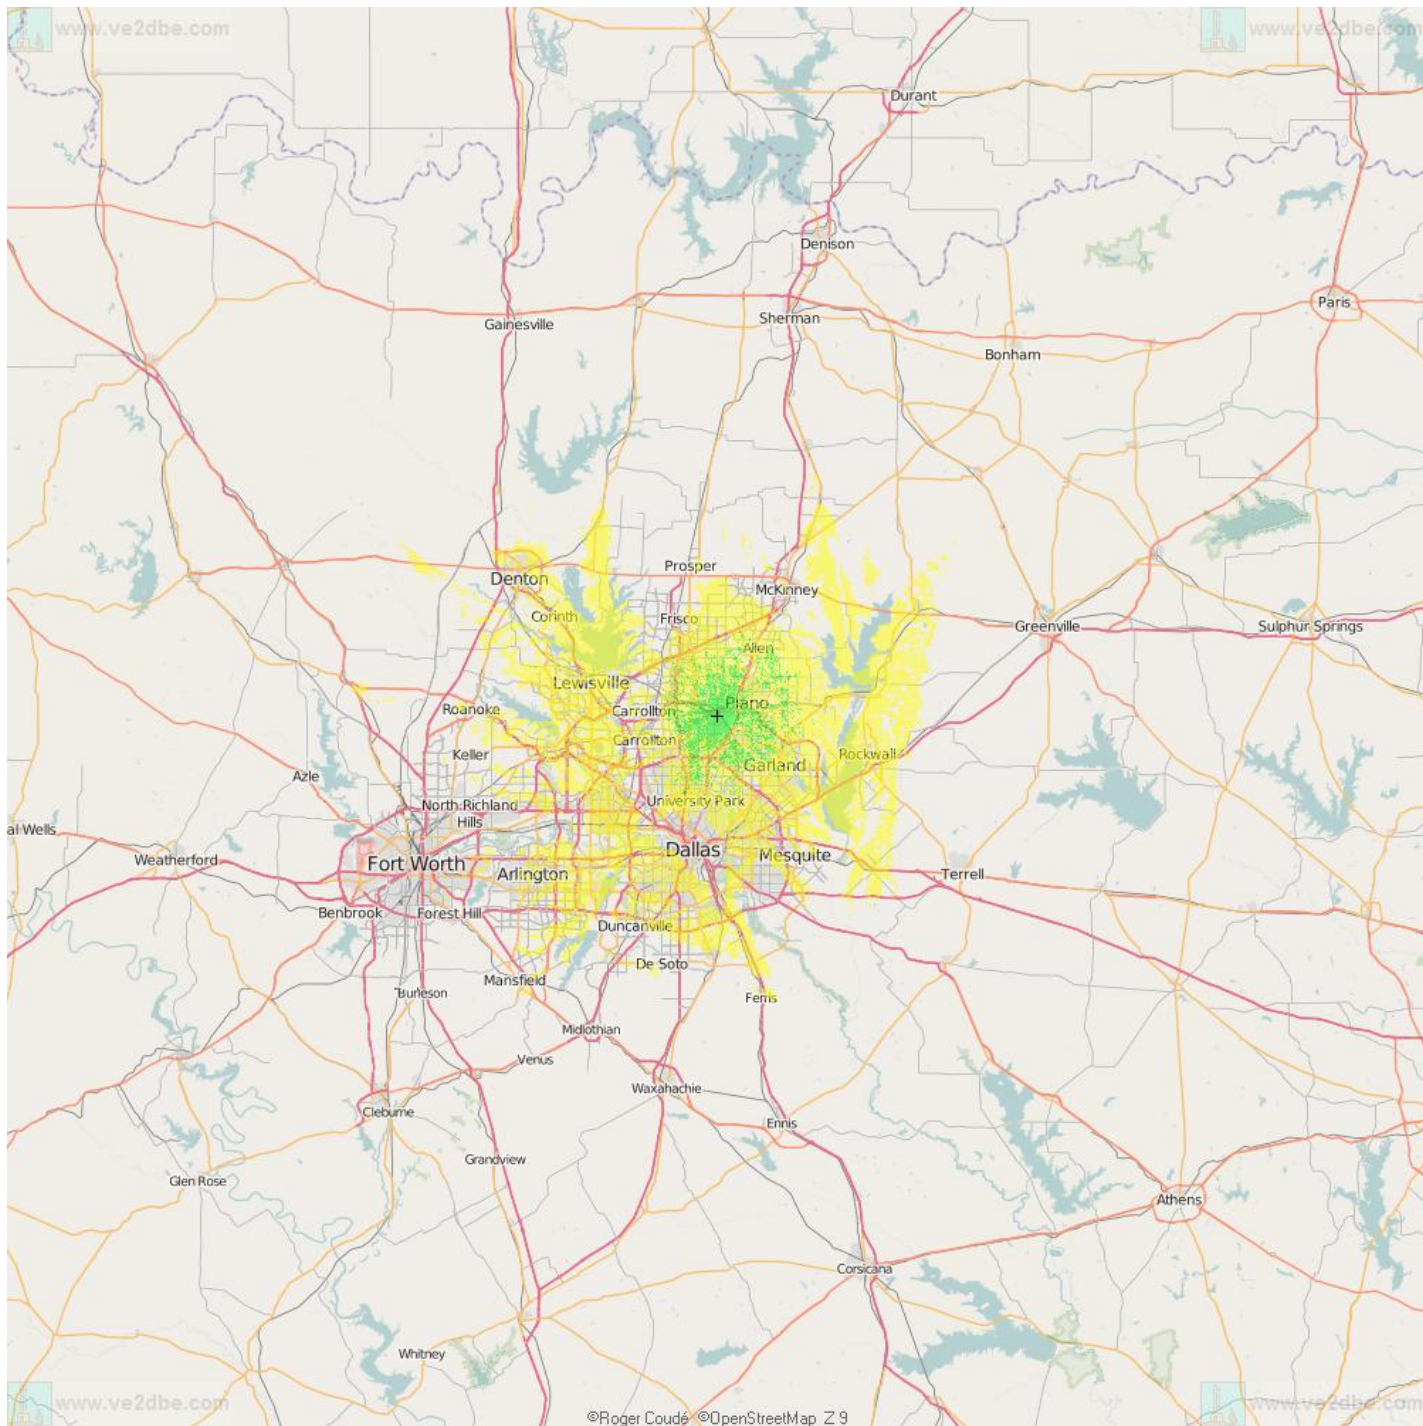 www.ve2dbe.com
www.ve2dbe.com
Durant
Denison
Paris
Sherman
Gainesville
Bonham
Prosper
Denton
McKinney
Corinth
Frisco
Greenville
Sulphur Springs
Allen
Lewisville
Plano
Roanoke
Carrollton
Carrollton
Keller
Rockwall
Garland
Azle
University Park
North Richland
Hills
al Wells
Dallas
Mesquite
Weatherford
Fort Worth
Arlington
Terrell
Benbrook
Forest Hill
Duncanville
De Soto
Mansfield
Burleson
Ferris
Midlothian
Venus
Waxahachie
Cleburne
Ennis
Grandview
Glen Rose
Athens
Corsicana
Whitney
www.ve2dbe.com
www.ve2dbe.com
©Roger Coudé ©OpenStreetMap Z 9